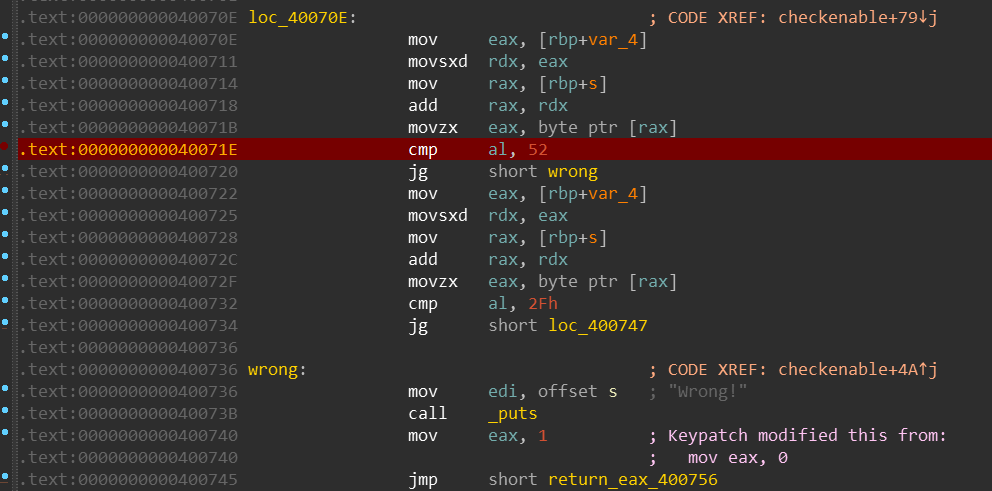 .text:000000000040070E loc_40070E: ; CODE XREF: checkenable+79↓j
.text:000000000040070E mov eax, [rbp+var_4]
.text:0000000000400711 movsxd rdx, eax
.text:0000000000400714 mov rax, [rbp+s]
.text:0000000000400718 add rax, rdx
.text:000000000040071B movzx eax, byte ptr [rax]
.text:000000000040071E cmp al, 52
.text:0000000000400720 jg short wrong
.text:0000000000400722 mov eax, [rbp+var_4]
.text:0000000000400725 movsxd rdx, eax
.text:0000000000400728 mov rax, [rbp+s]
.text:000000000040072C add rax, rdx
.text:000000000040072F movzx eax, byte ptr [rax]
.text:0000000000400732 cmp al, 2Fh
.text:0000000000400734 jg short loc_400747
.text:0000000000400736
.text:0000000000400736 wrong: ; CODE XREF: checkenable+4A↑j
.text:0000000000400736 mov edi, offset s ; "Wrong!"
.text:000000000040073B call _puts
.text:0000000000400740 mov eax, 1 ; Keypatch modified this from:
.text:0000000000400740 ; mov eax, 0
.text:0000000000400745 jmp short return_eax_400756